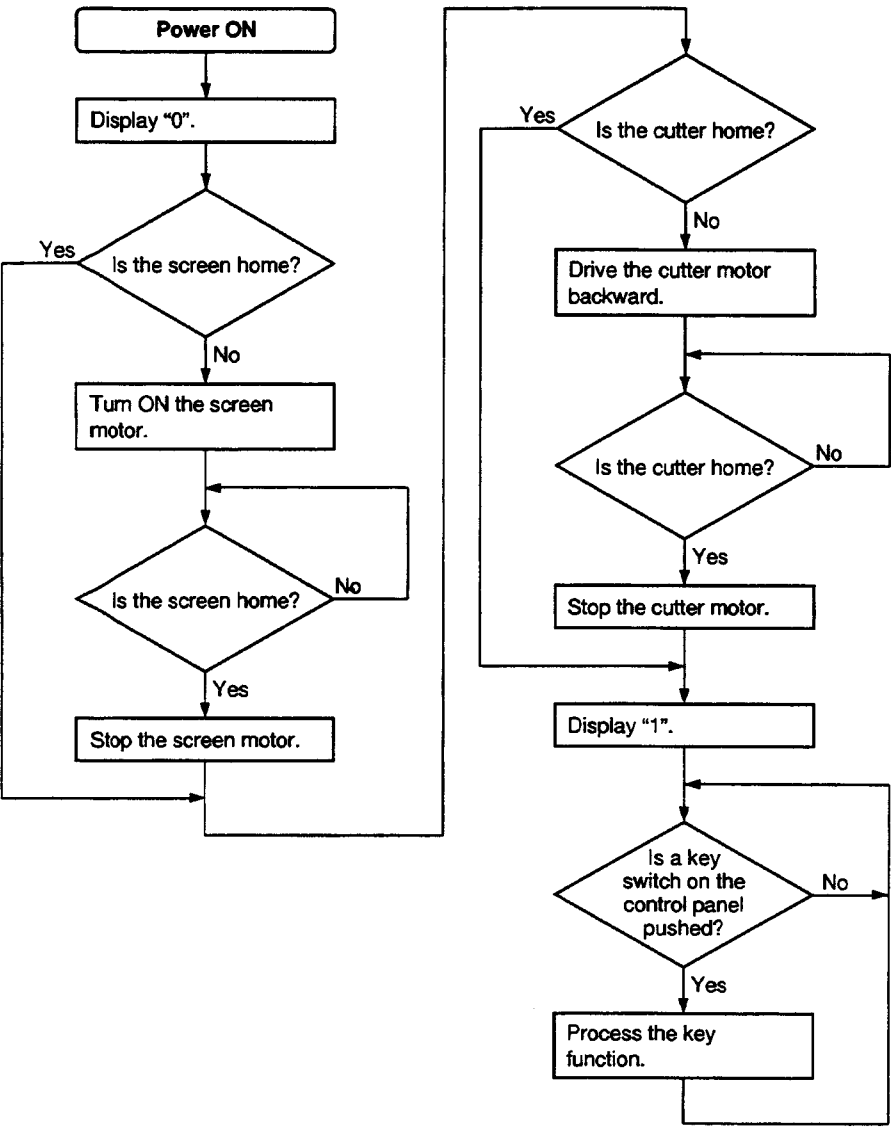 Power ON
Display “0”.
Yes
Is the screen home?
No
Turn ON the screen
motor.
Is the screen home?
No
Yes
Stop the screen motor.
Yes
Is the cutter home?
No
Drive the cutter motor
backward.
Is the cutter home?
No
Yes
Stop the cutter motor.
Display “1”.
Is a key
switch on the
control panel
pushed?
No
Yes
Process the key
function.